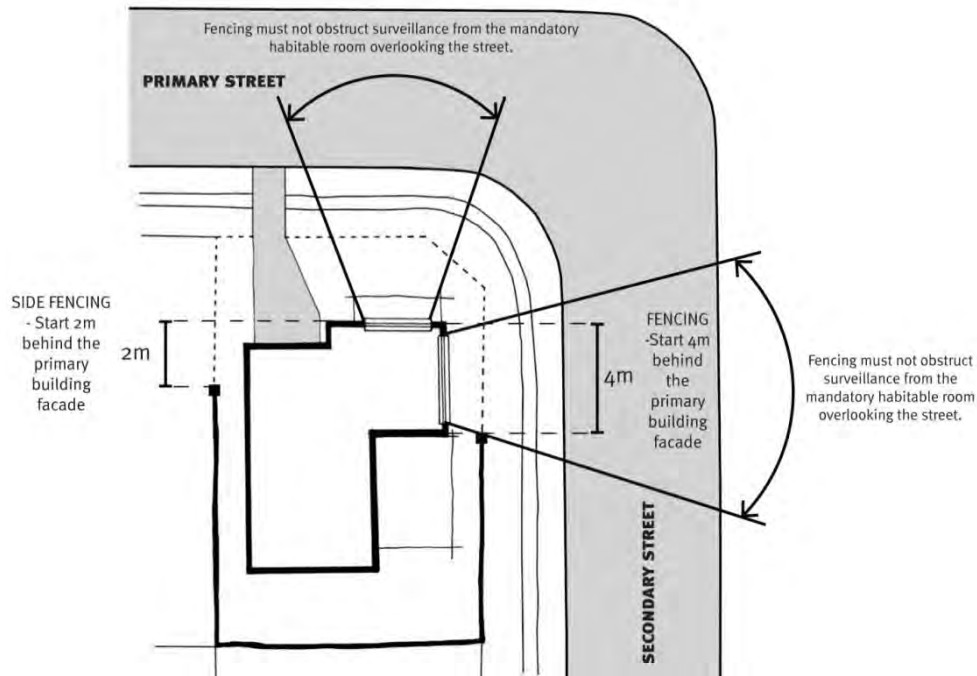 Fencing must not obstruct surveillance from the mandatory
habitable room overlooking the street.
PRIMARY STREET
SIDE FENCING
- Start 2m
behind the
primary
building
facade
2m
4m
FENCING
-Start 4m
behind
the
primary
building
facade
Fencing must not obstruct
surveillance from the
mandatory habitable room
overlooking the street.
SECONDARY STREET